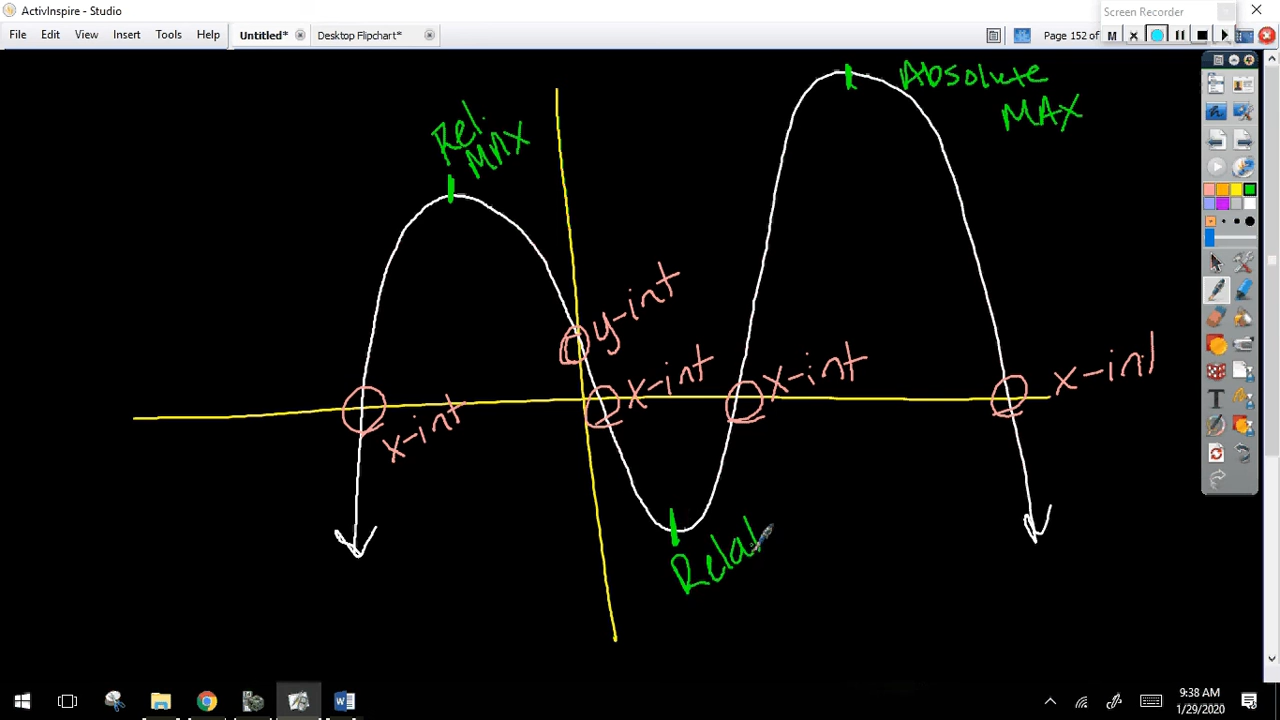 ActivInspire - Studio
Screen Recorder
File Edit View Insert Tools Help Untitled* Desktop Flipchart* Page 152 of
Absolute
MAX
Rel.
MAX
y-int
x-int
x-int
x-int
x-int
Relat
9:38 AM
1/29/2020